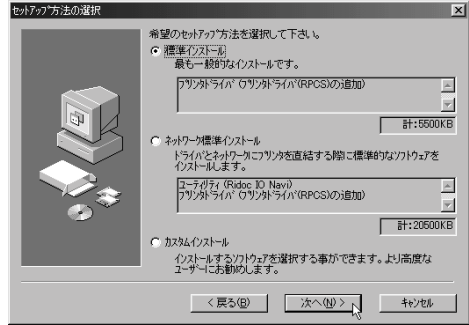 セットアップ方法の選択
希望のセットアップ方法を選択して下さい。
標準インストール
最も一般的なインストールです。
プリンタドライバ (プリンタドライバ(RPCS)の追加)
計:5500KB
ネットワーク標準インストール
ドライバとネットワークにプリンタを直結する際に標準的なソフトウェアを
インストールします。
ユーティリティ (Ridoc IO Navi)
プリンタドライバ (プリンタドライバ(RPCS)の追加)
計:20500KB
カスタムインストール
インストールするソフトウェアを選択する事ができます。より高度な
ユーザーにお勧めします。
< 戻る(B)
次へ(N) >
キャンセル